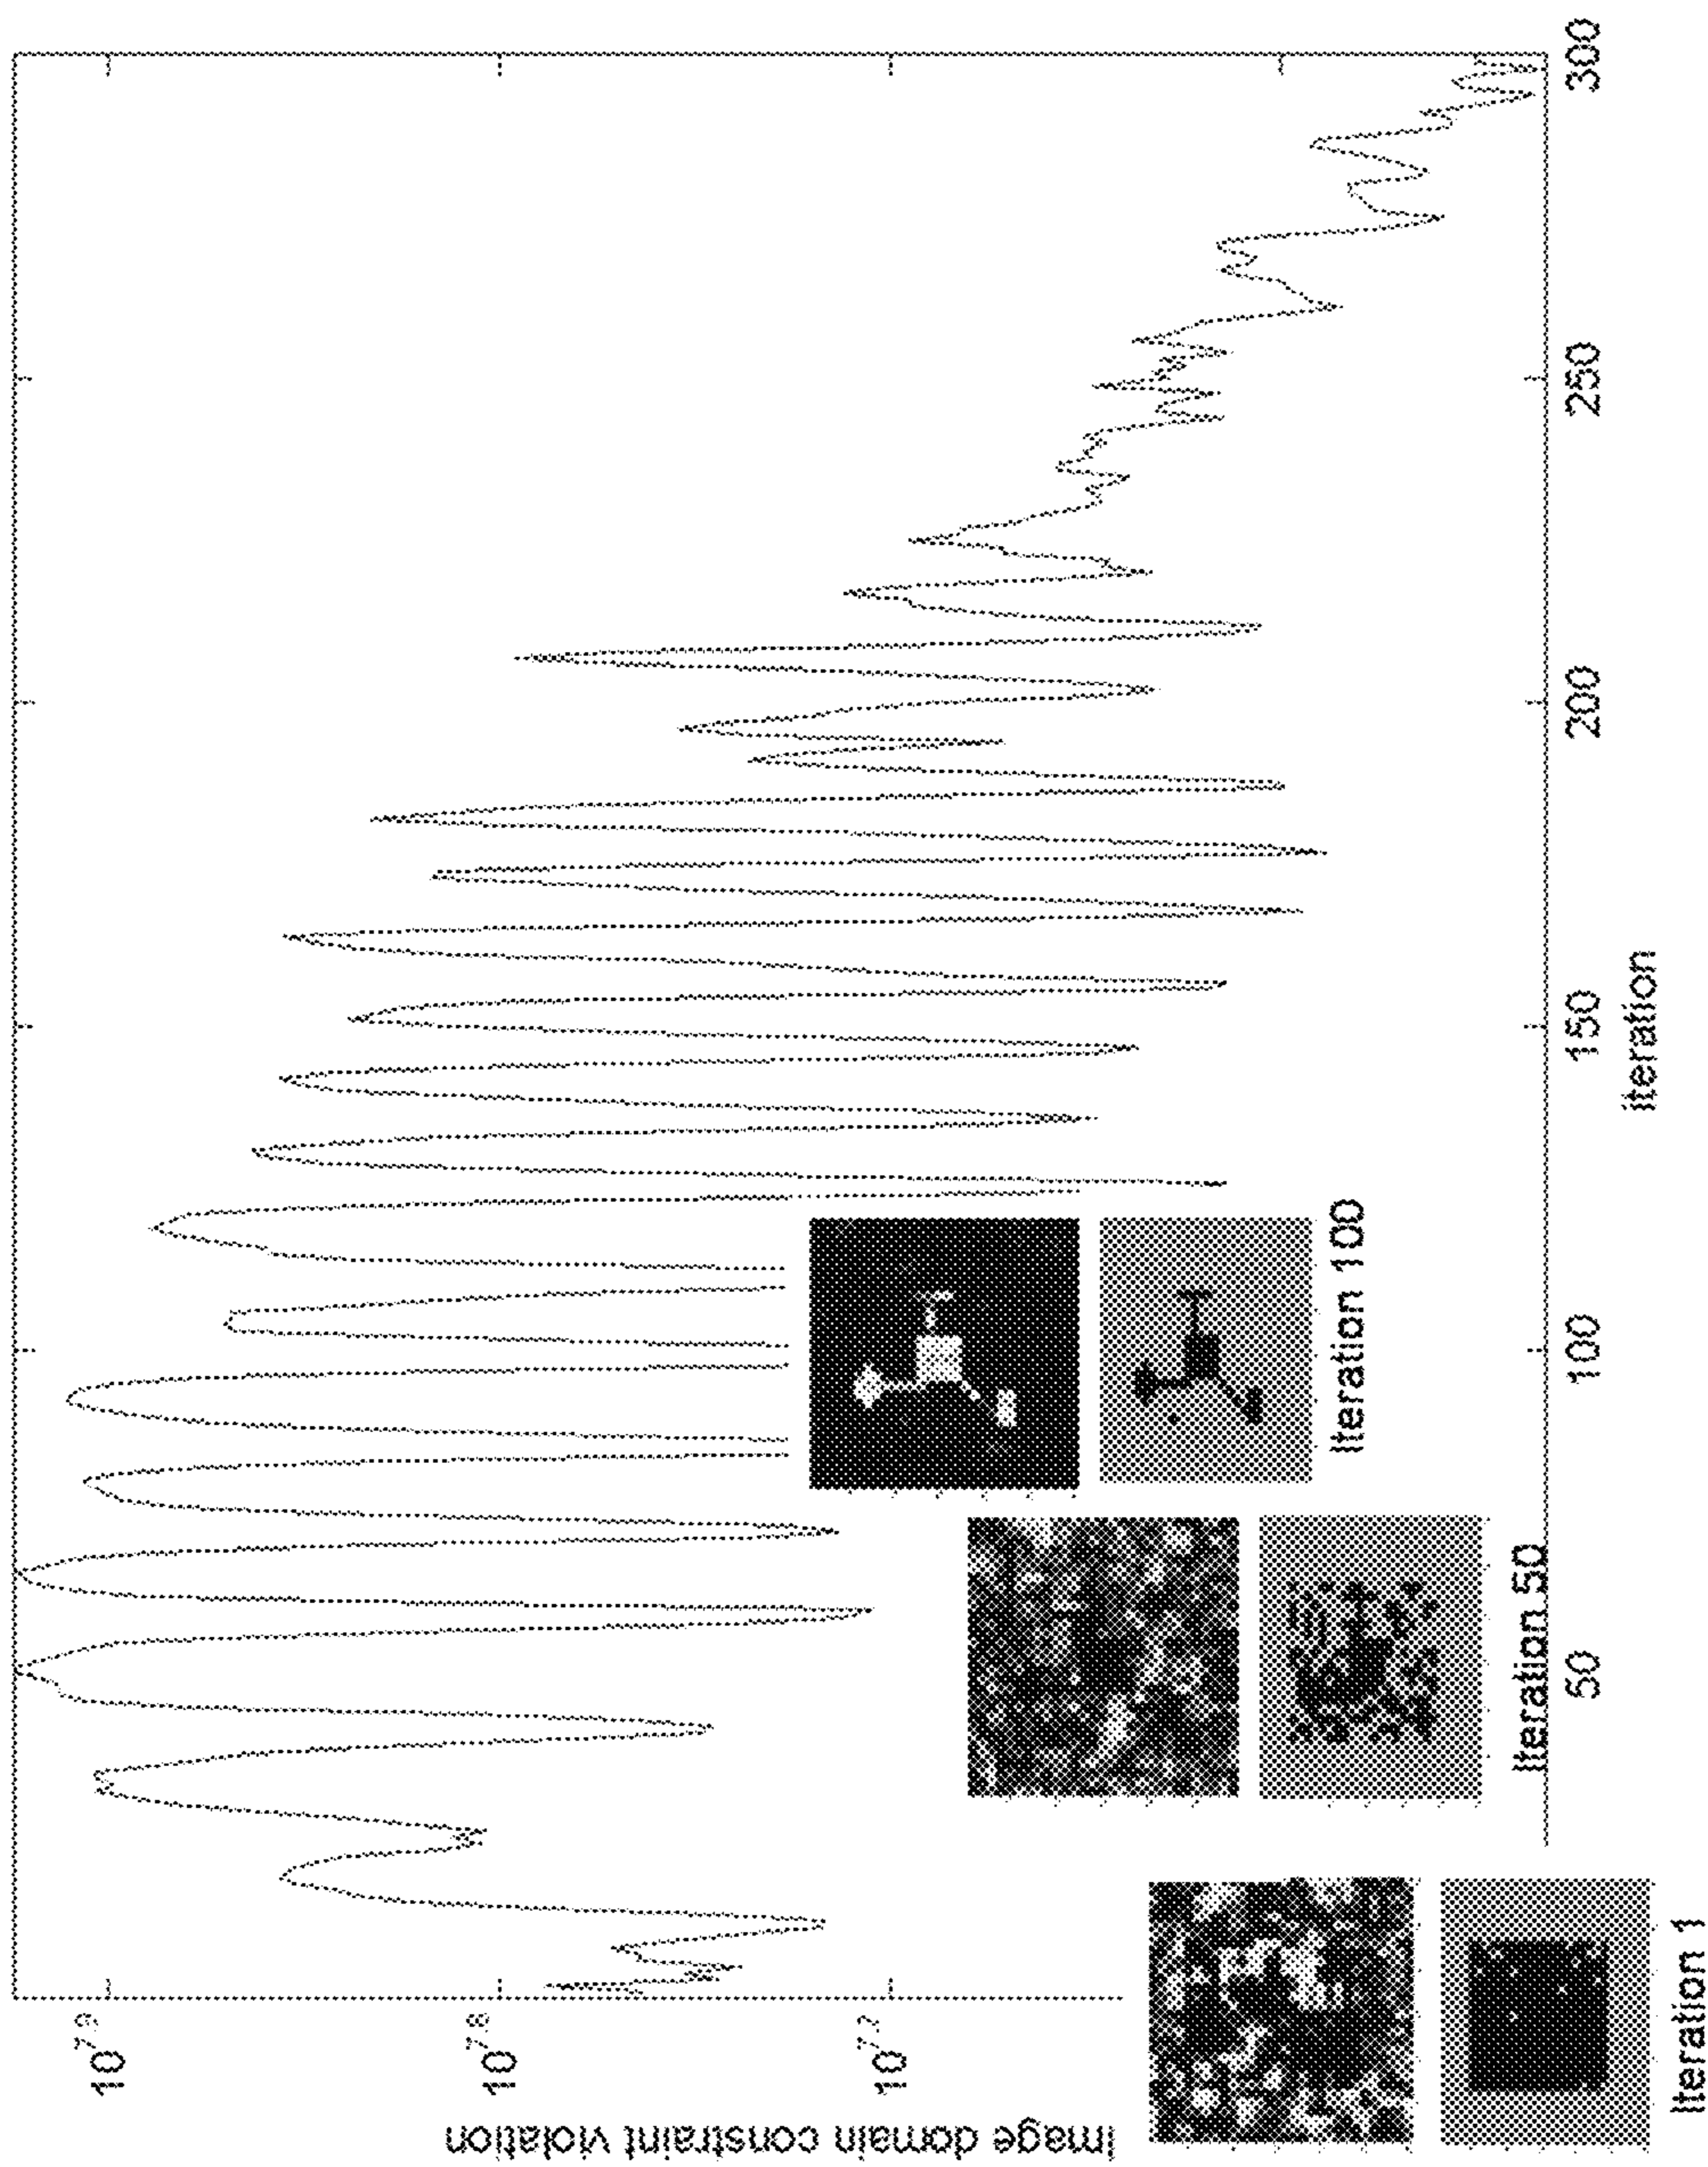 image domain constraint violation
10^7.9
10^7.8
10^7.7
50
100
150
200
250
300
iteration
Iteration 1
Iteration 50
Iteration 100